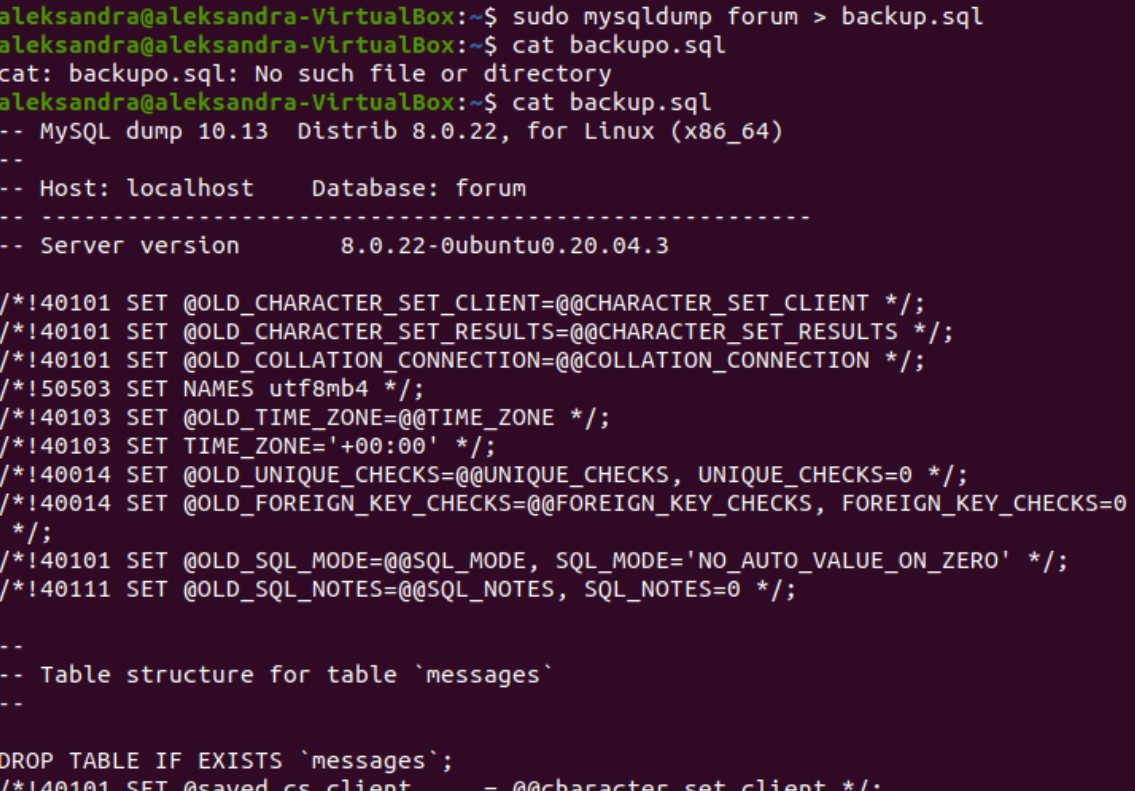 aleksandra@aleksandra-VirtualBox:~$ sudo mysqldump forum > backup.sql
aleksandra@aleksandra-VirtualBox:~$ cat backupo.sql
cat: backupo.sql: No such file or directory
aleksandra@aleksandra-VirtualBox:~$ cat backup.sql
-- MySQL dump 10.13  Distrib 8.0.22, for Linux (x86_64)
--
-- Host: localhost    Database: forum
-- ------------------------------------------------------
-- Server version       8.0.22-0ubuntu0.20.04.3

/*!40101 SET @OLD_CHARACTER_SET_CLIENT=@@CHARACTER_SET_CLIENT */;
/*!40101 SET @OLD_CHARACTER_SET_RESULTS=@@CHARACTER_SET_RESULTS */;
/*!40101 SET @OLD_COLLATION_CONNECTION=@@COLLATION_CONNECTION */;
/*!50503 SET NAMES utf8mb4 */;
/*!40103 SET @OLD_TIME_ZONE=@@TIME_ZONE */;
/*!40103 SET TIME_ZONE='+00:00' */;
/*!40014 SET @OLD_UNIQUE_CHECKS=@@UNIQUE_CHECKS, UNIQUE_CHECKS=0 */;
/*!40014 SET @OLD_FOREIGN_KEY_CHECKS=@@FOREIGN_KEY_CHECKS, FOREIGN_KEY_CHECKS=0
 */;
/*!40101 SET @OLD_SQL_MODE=@@SQL_MODE, SQL_MODE='NO_AUTO_VALUE_ON_ZERO' */;
/*!40111 SET @OLD_SQL_NOTES=@@SQL_NOTES, SQL_NOTES=0 */;

--
-- Table structure for table `messages`
--

DROP TABLE IF EXISTS `messages`;
/*!40101 SET @saved_cs_client     = @@character_set_client */;